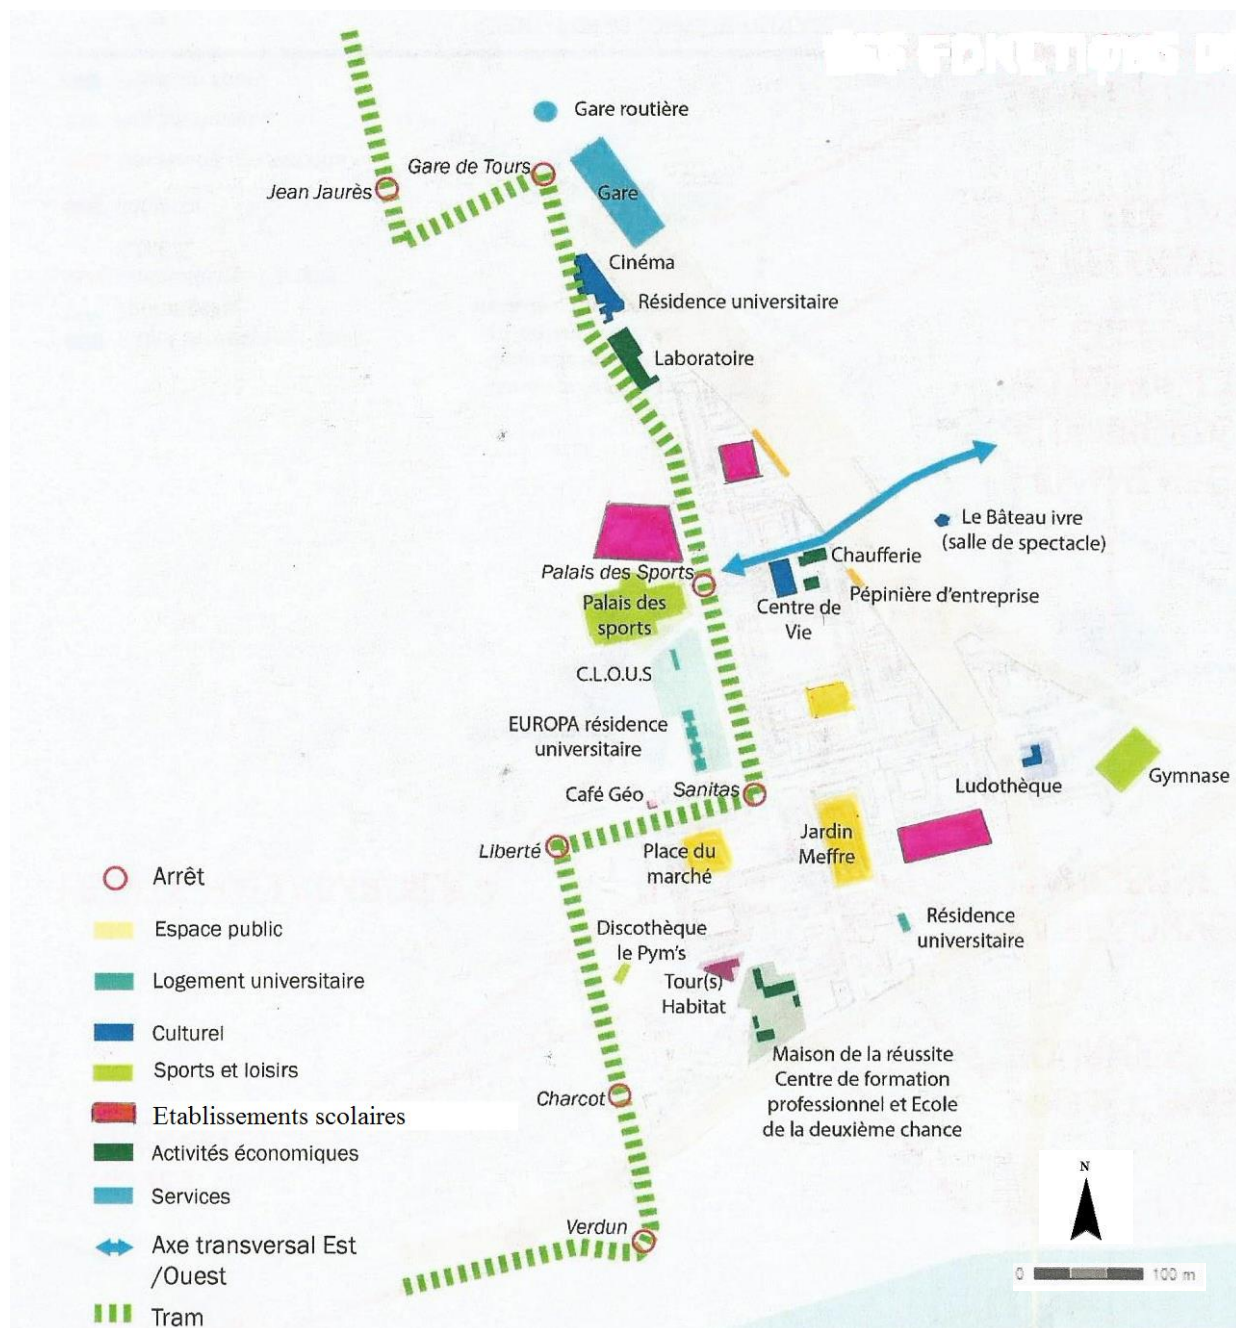 LES FONCTIONS D
Gare routière
Gare de Tours
Jean Jaurès
Gare
Cinéma
Résidence universitaire
Laboratoire
Le Bâteau ivre
(salle de spectacle)
Chaufferie
Palais des Sports
Pépinière d'entreprise
Palais des
sports
Centre de
Vie
C.L.O.U.S
EUROPA résidence
universitaire
Café Géo
Sanitas
Ludothèque
Gymnase
Liberté
Place du
marché
Jardin
Meffre
Résidence
universitaire
Discothèque
le Pym's
Tour(s)
Habitat
Maison de la réussite
Centre de formation
professionnel et Ecole
de la deuxième chance
Charcot
Verdun
Arrêt
Espace public
Logement universitaire
Culturel
Sports et loisirs
Etablissements scolaires
Activités économiques
Services
Axe transversal Est
/Ouest
Tram
N
0 100 m